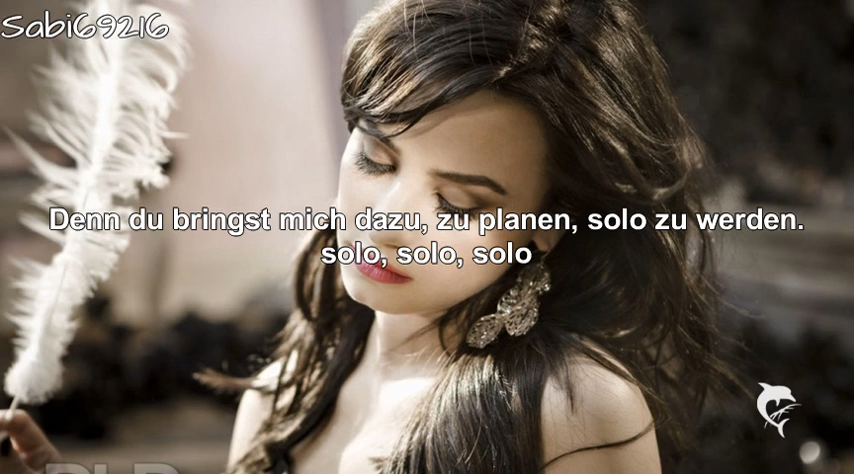 Sabi69216
Denn du bringst mich dazu, zu planen, solo zu werden.
solo, solo, solo